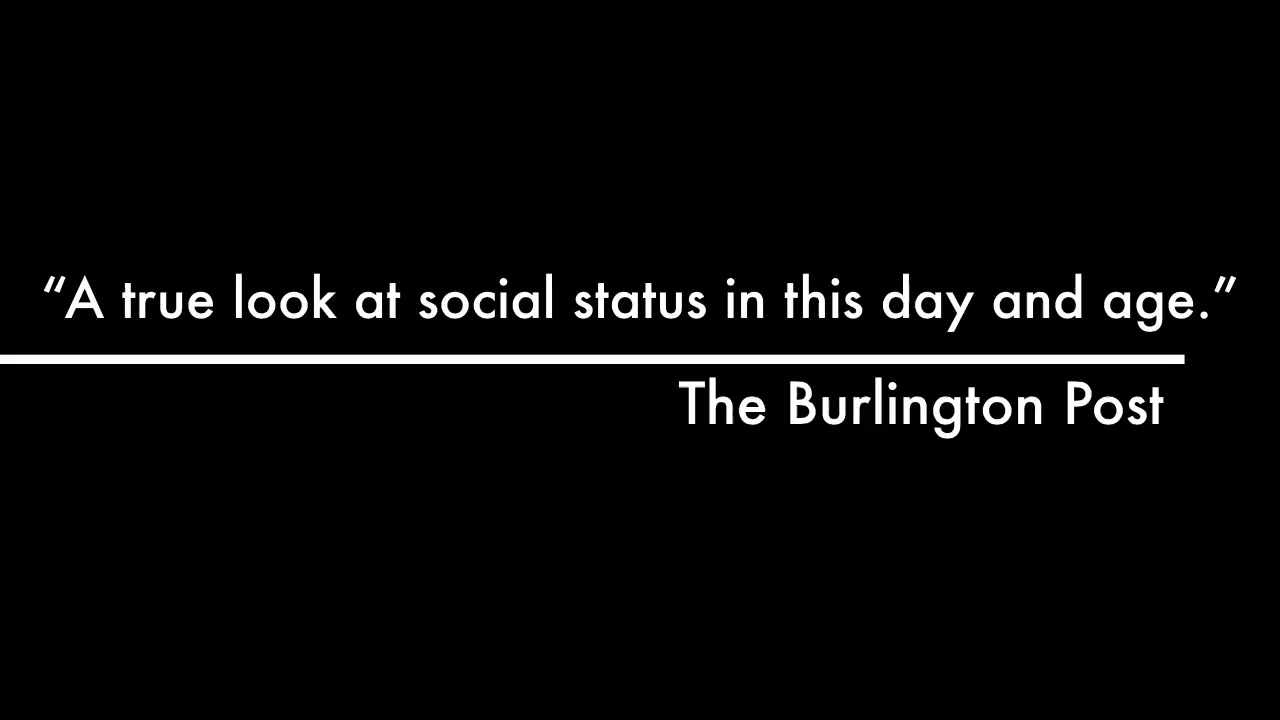 “A true look at social status in this day and age.”
The Burlington Post